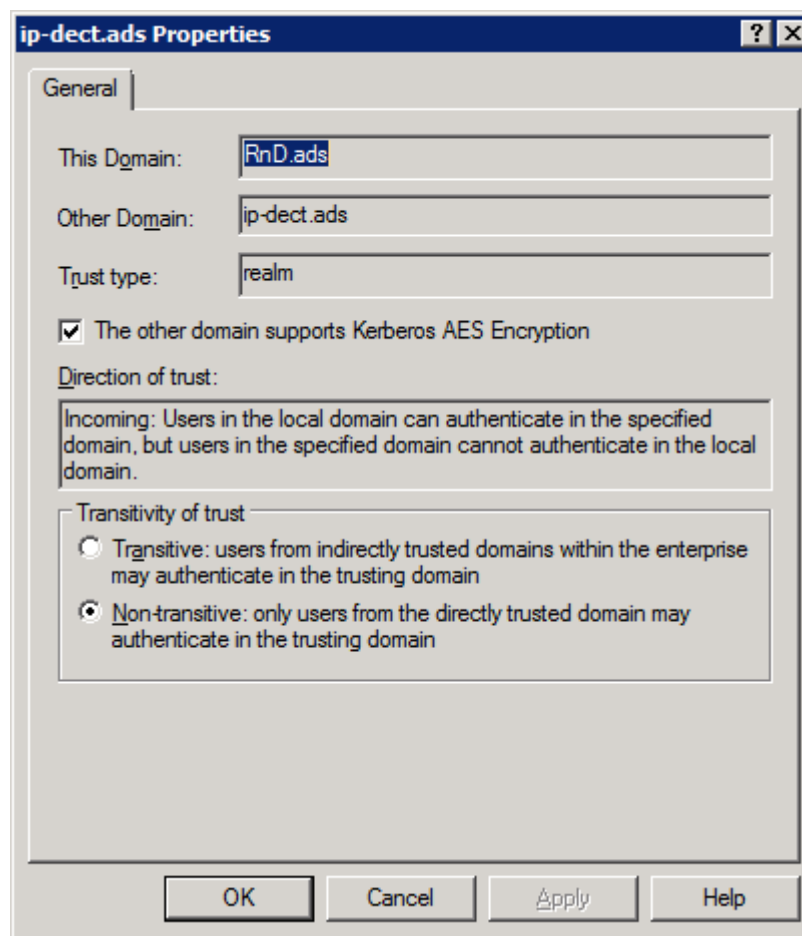 ip-dect.ads Properties
General
This Domain:
RnD.ads
Other Domain:
ip-dect.ads
Trust type:
realm
The other domain supports Kerberos AES Encryption
Direction of trust:
Incoming: Users in the local domain can authenticate in the specified
domain, but users in the specified domain cannot authenticate in the local
domain.
Transitivity of trust
Transitive: users from indirectly trusted domains within the enterprise
may authenticate in the trusting domain
Non-transitive: only users from the directly trusted domain may
authenticate in the trusting domain
OK
Cancel
Apply
Help